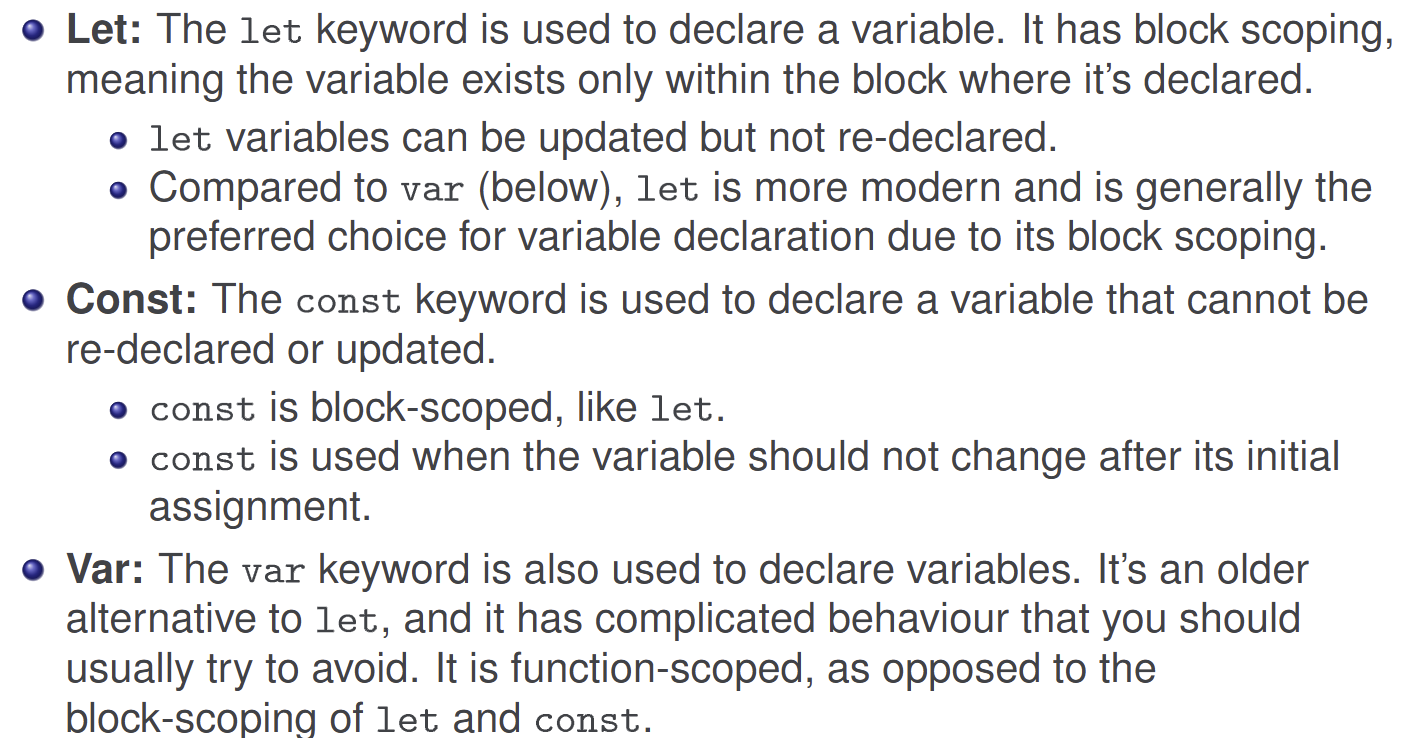 Let: The let keyword is used to declare a variable. It has block scoping,
meaning the variable exists only within the block where it's declared.
let variables can be updated but not re-declared.
Compared to var (below), let is more modern and is generally the
preferred choice for variable declaration due to its block scoping.
Const: The const keyword is used to declare a variable that cannot be
re-declared or updated.
const is block-scoped, like let.
const is used when the variable should not change after its initial
assignment.
Var: The var keyword is also used to declare variables. It's an older
alternative to let, and it has complicated behaviour that you should
usually try to avoid. It is function-scoped, as opposed to the
block-scoping of let and const.